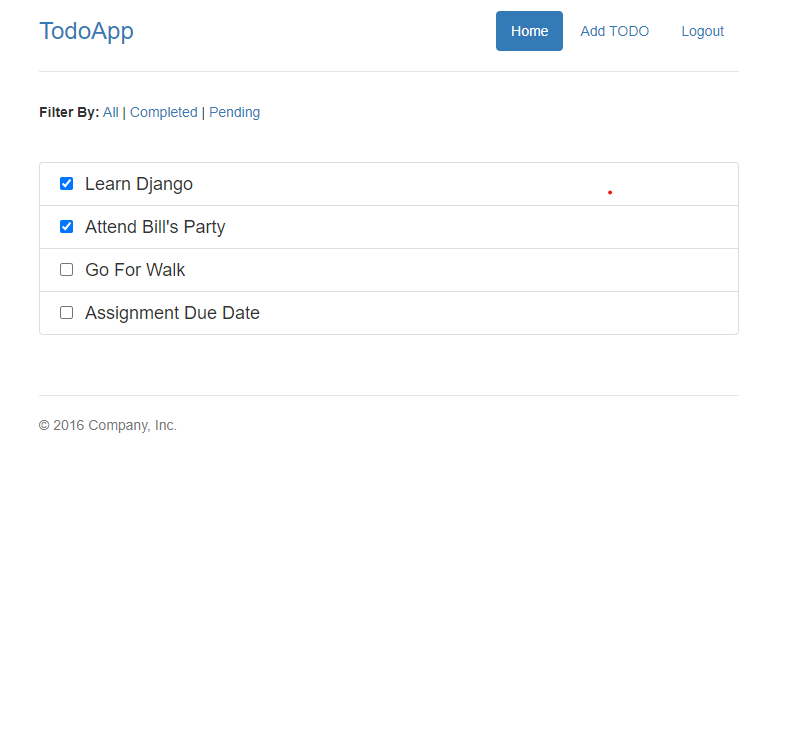 TodoApp Home Add TODO Logout
Filter By: All | Completed | Pending
Learn Django
Attend Bill's Party
Go For Walk
Assignment Due Date
© 2016 Company, Inc.